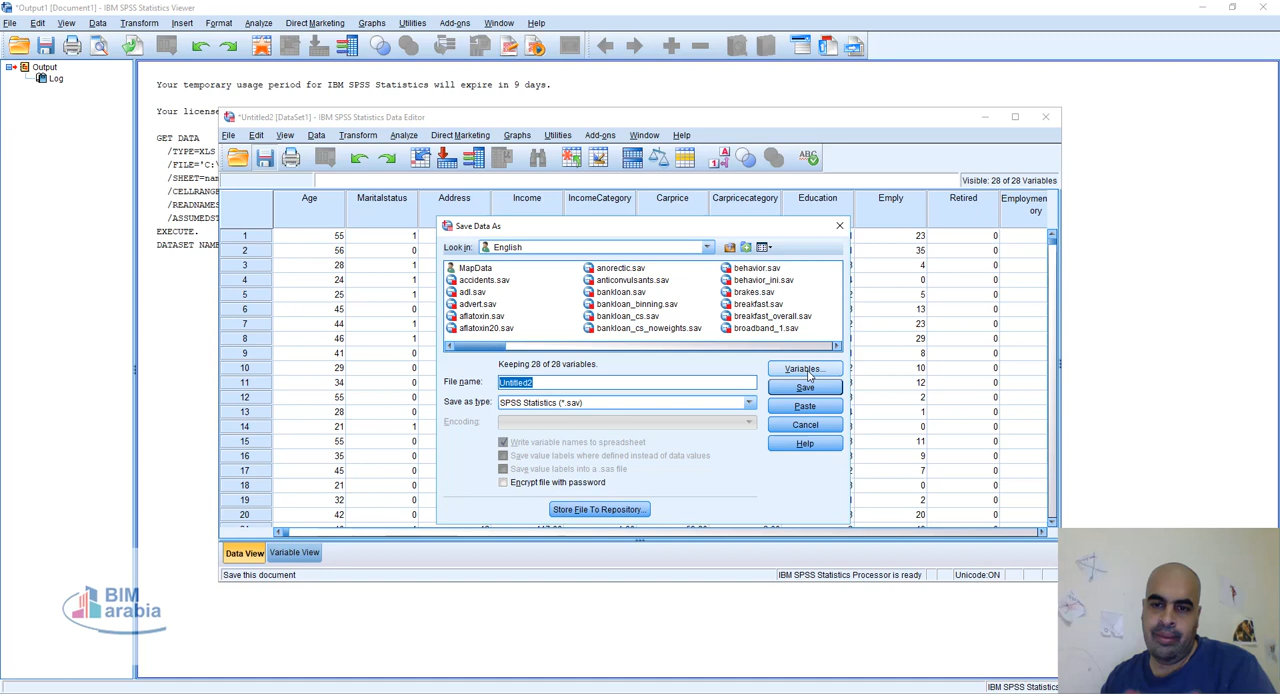 *Output1 [Document1] - IBM SPSS Statistics Viewer
File Edit View Data Transform Insert Format Analyze Direct Marketing Graphs Utilities Add-ons Window Help
Output
Log
Your temporary usage period for IBM SPSS Statistics will expire in 9 days.
Your license
GET DATA
/TYPE=XLS
/FILE='C:\
/SHEET=nam
/CELLRANGE
/READNAMES
/ASSUMEDST
EXECUTE.
DATASET NAME
*Untitled2 [DataSet1] - IBM SPSS Statistics Data Editor
File Edit View Data Transform Analyze Direct Marketing Graphs Utilities Add-ons Window Help
Visible: 28 of 28 Variables
Age Maritalstatus Address Income IncomeCategory Carprice Carpricecategory Education Emply Retired Employmen
ory
1 55 1 23 0
2 56 0 35 0
3 28 1 4 0
4 24 1 0 0
5 25 1 5 0
6 45 0 13 0
7 44 1 23 0
8 46 1 29 0
9 41 0 8 0
10 29 0 10 0
11 34 0 12 0
12 55 0 2 0
13 28 0 1 0
14 21 1 0 0
15 55 0 11 0
16 35 0 9 0
17 45 0 7 0
18 21 0 0 0
19 32 0 2 0
20 42 0 20 0
Save Data As
Look in: English
MapData anorectic.sav behavior.sav
accidents.sav anticonvulsants.sav behavior_ini.sav
adl.sav bankloan.sav brakes.sav
advert.sav bankloan_binning.sav breakfast.sav
aflatoxin.sav bankloan_cs.sav breakfast_overall.sav
aflatoxin20.sav bankloan_cs_noweights.sav broadband_1.sav
Keeping 28 of 28 variables.
Variables...
File name: Untitled2
Save
Save as type: SPSS Statistics (*.sav)
Paste
Encoding:
Cancel
Write variable names to spreadsheet
Help
Save value labels where defined instead of data values
Save value labels into a .sas file
Encrypt file with password
Store File To Repository...
Data View Variable View
Save this document
IBM SPSS Statistics Processor is ready
Unicode:ON
BIM
arabia
IBM SPSS Statistics